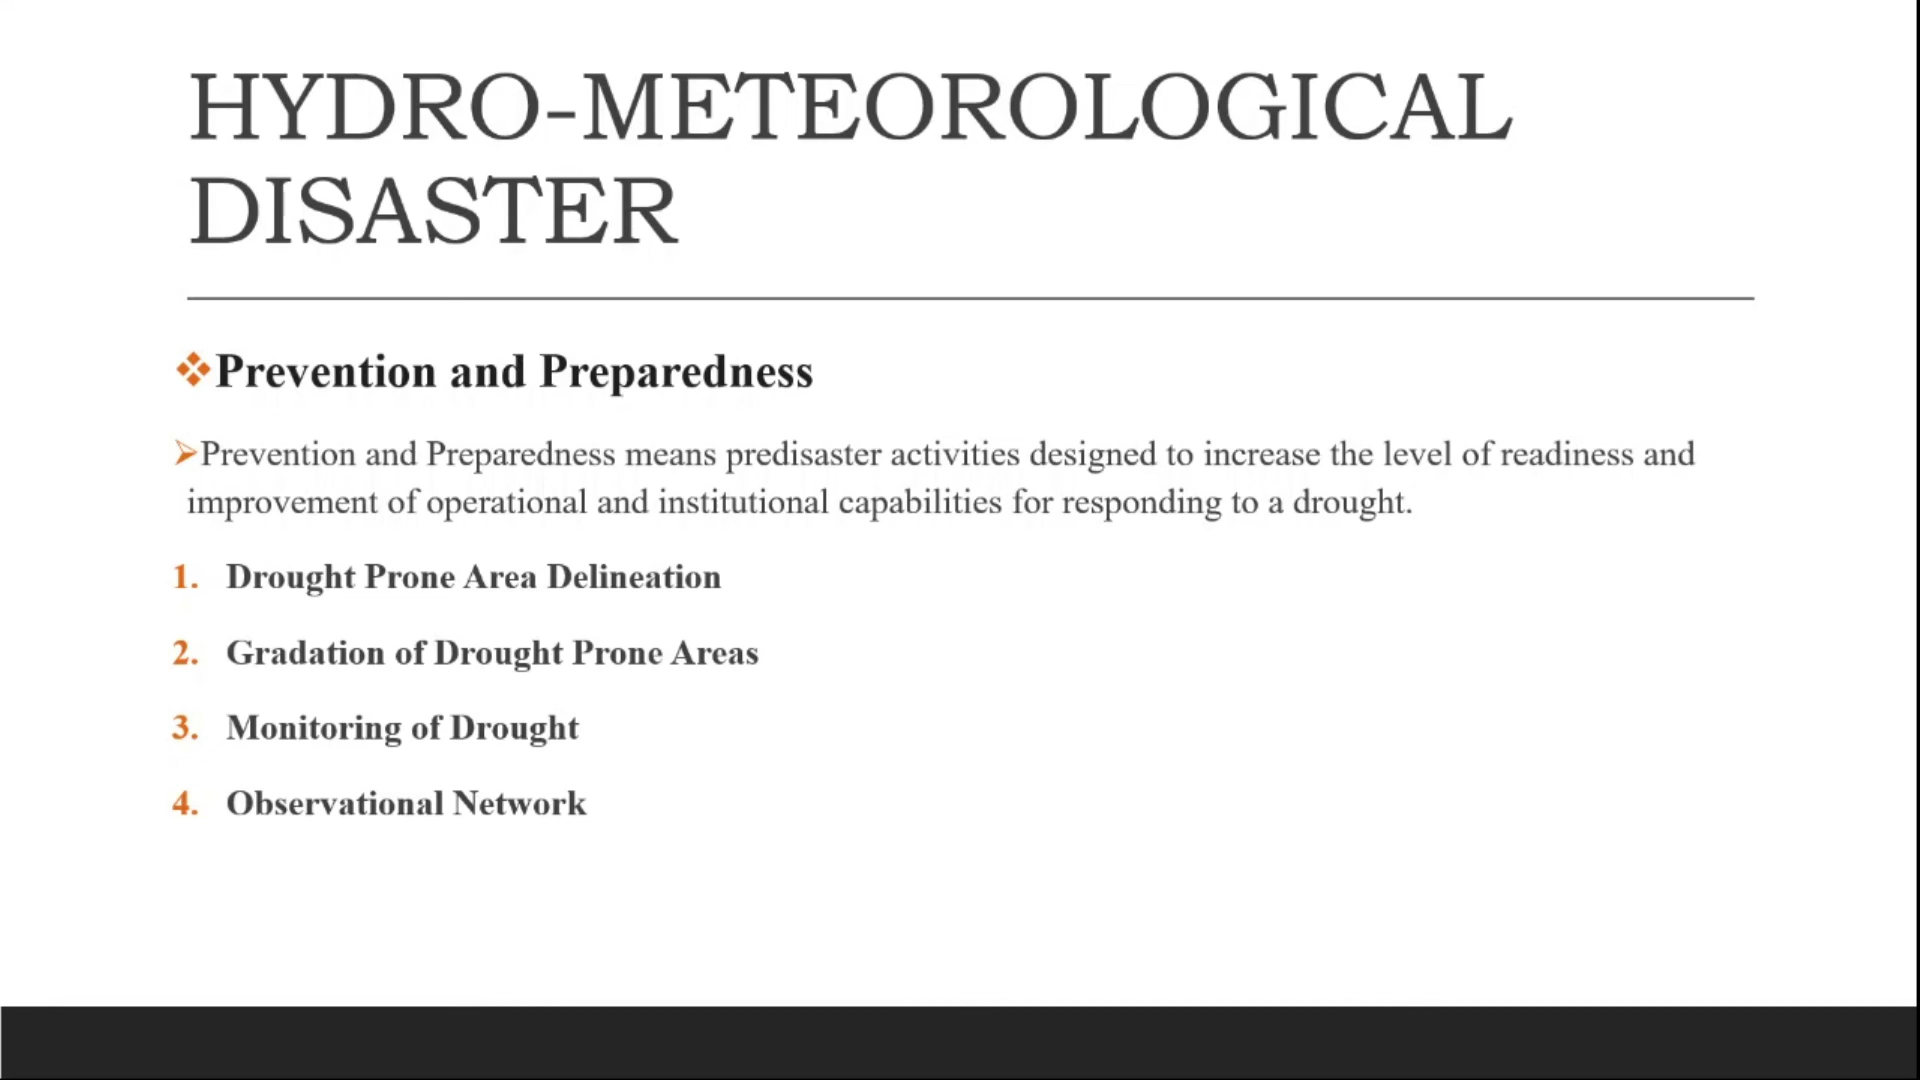 HYDRO-METEOROLOGICAL
DISASTER
❖Prevention and Preparedness
➢Prevention and Preparedness means predisaster activities designed to increase the level of readiness and
improvement of operational and institutional capabilities for responding to a drought.
1. Drought Prone Area Delineation
2. Gradation of Drought Prone Areas
3. Monitoring of Drought
4. Observational Network